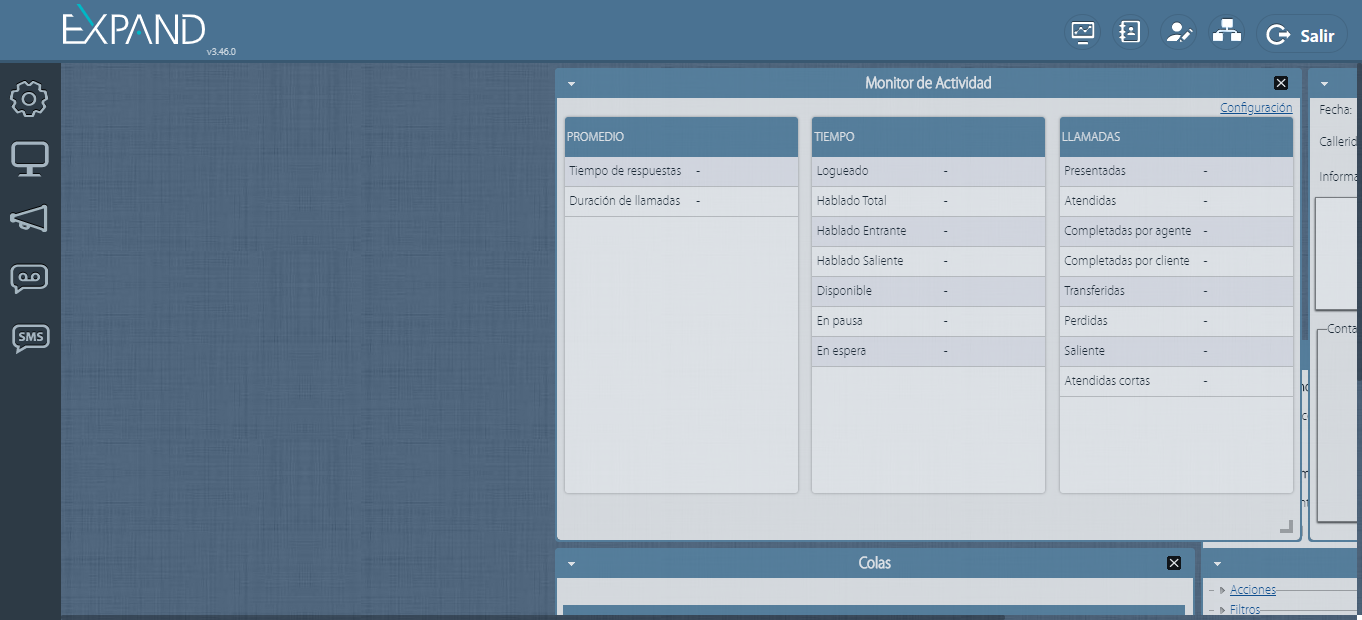 EXPAND
v3.46.0
Salir
SMS
Monitor de Actividad
Configuración
PROMEDIO
Tiempo de respuestas -
Duración de llamadas -
TIEMPO
Logueado -
Hablado Total -
Hablado Entrante -
Hablado Saliente -
Disponible -
En pausa -
En espera -
LLAMADAS
Presentadas -
Atendidas -
Completadas por agente -
Completadas por cliente -
Transferidas -
Perdidas -
Saliente -
Atendidas cortas -
Fecha:
Callerid
Informa
Conta
Colas
Acciones
Filtros